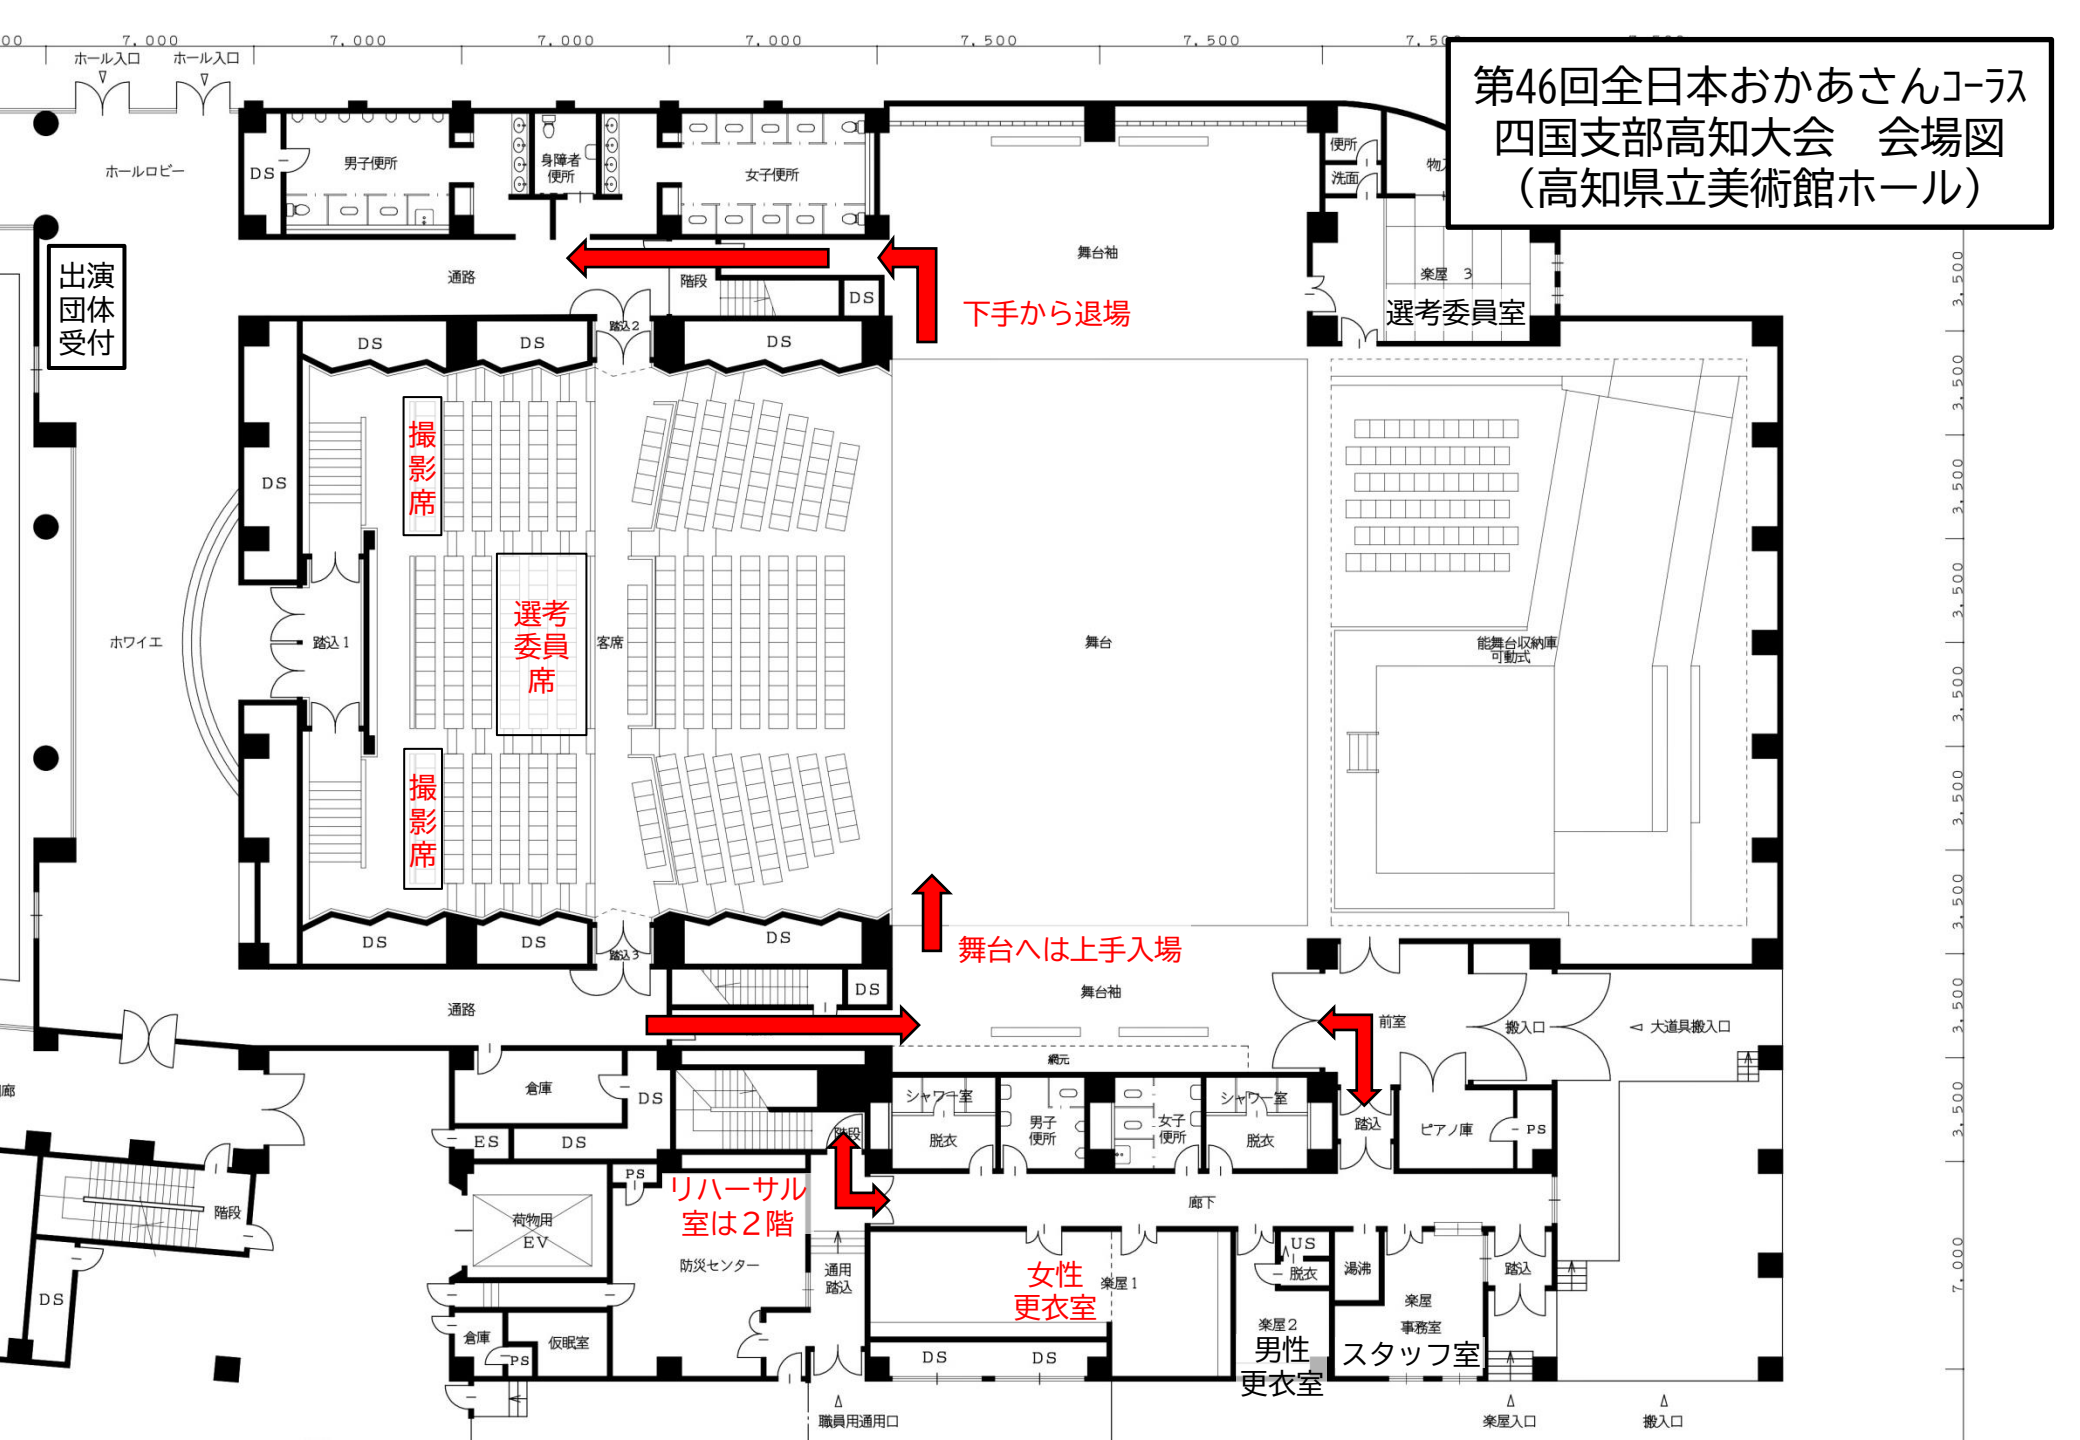 00
7,000
7,000
7,000
7,000
7,500
7,500
7,50
ホール入口
ホール入口
第46回全日本おかあさんコーラス
四国支部高知大会　会場図
（高知県立美術館ホール）
ホールロビー
DS
男子便所
身障者
便所
女子便所
便所
洗面
物入
舞台袖
出演
団体
受付
通路
階段
DS
下手から退場
楽屋 3
選考委員室
3,500
DS
DS
踏込2
DS
3,500
撮影席
DS
3,500
3,500
ホワイエ
踏込1
選考
委員
席
客席
舞台
能舞台収納庫
可動式
3,500
撮影席
3,500
3,500
DS
DS
踏込3
DS
舞台へは上手入場
通路
DS
舞台袖
前室
搬入口
大道具搬入口
3,500
綱元
廊
倉庫
DS
シャワー室
シャワー室
男子
便所
女子
便所
脱衣
脱衣
踏込
ピアノ庫
PS
3,500
ES
DS
階段
PS
リハーサル
室は2階
廊下
階段
荷物用
EV
防災センター
通用
踏込
女性
更衣室
楽屋1
US
脱衣
湯沸
踏込
7,000
DS
倉庫
PS
仮眠室
DS
DS
楽屋2
男性
更衣室
楽屋
事務室
スタッフ室
職員用通用口
楽屋入口
搬入口